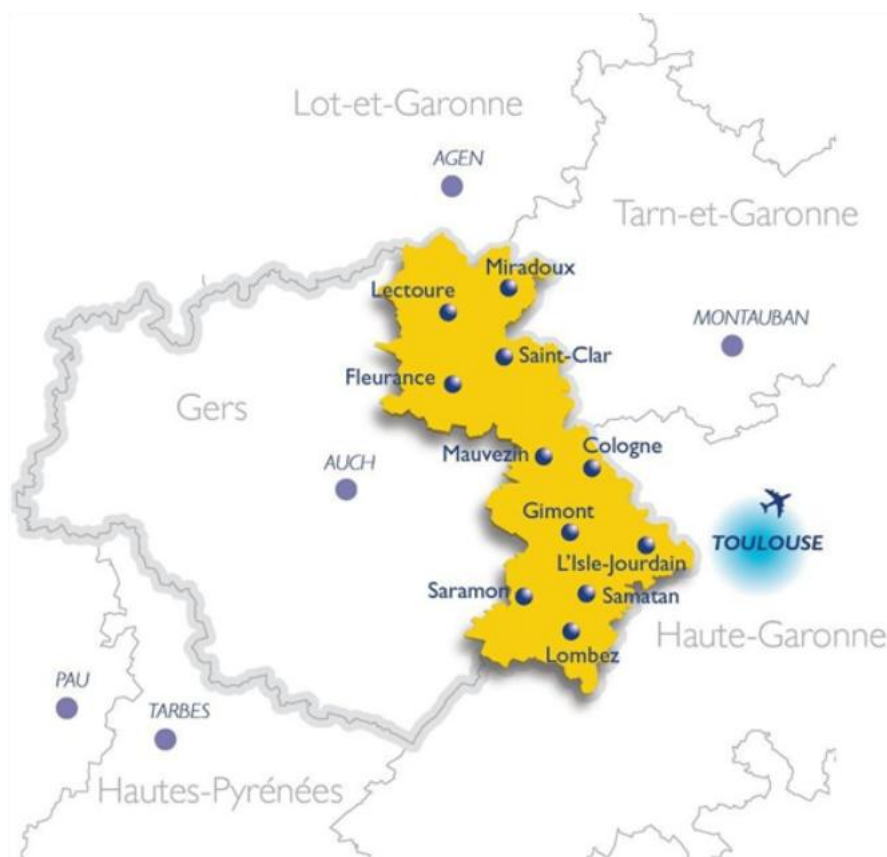 Lot-et-Garonne
AGEN
Tarn-et-Garonne
Miradoux
Lectoure
MONTAUBAN
Saint-Clar
Fleurance
Gers
Cologne
Mauvezin
AUCH
Gimont
TOULOUSE
L'Isle-Jourdain
Saramon
Samatan
Haute-Garonne
Lombez
PAU
TARBES
Hautes-Pyrénées